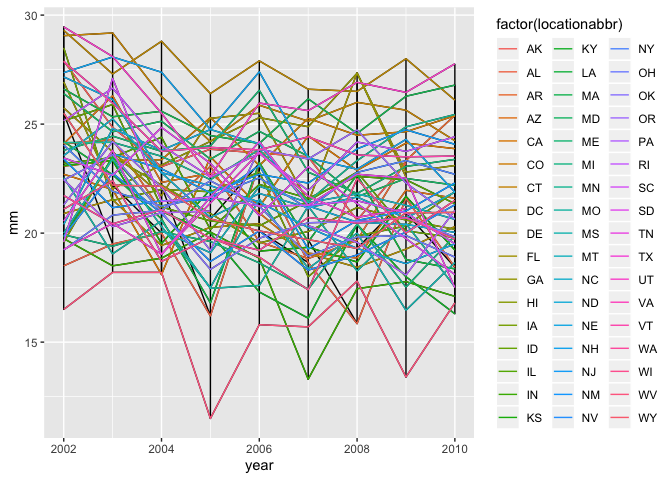 factor(locationabbr)
AK KY NY
AL LA OH
AR MA OK
AZ MD OR
CA ME PA
CO MI RI
CT MN SC
DC MO SD
DE MS TN
FL MT TX
GA NC UT
HI ND VA
IA NE VT
ID NH WA
IL NJ WI
IN NM WV
KS NV WY
30
25
20
15
mm
2002 2004 2006 2008 2010
year